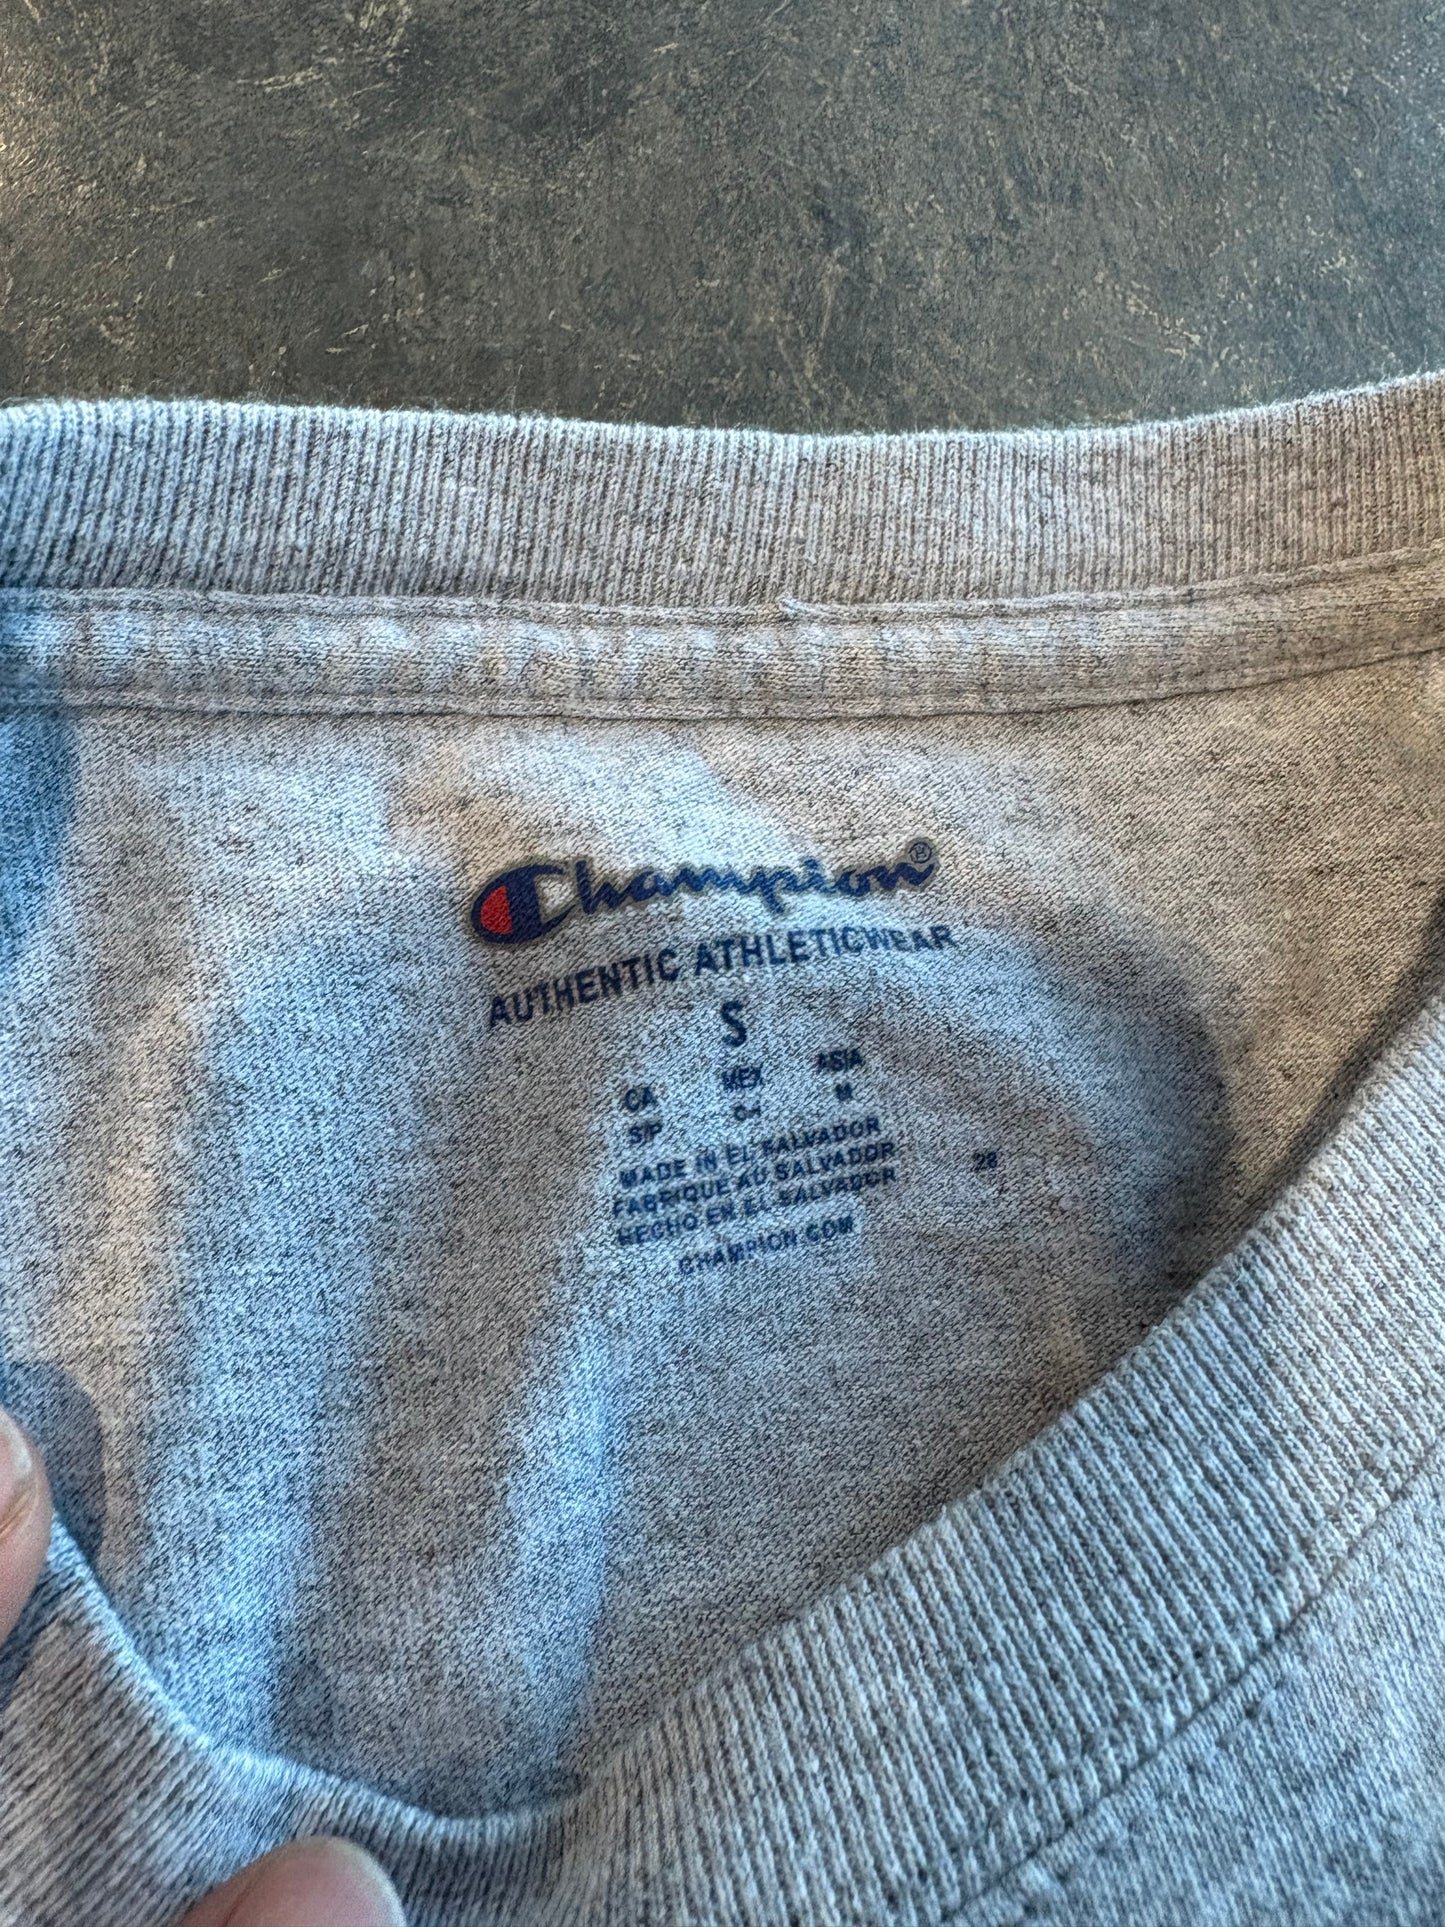 Champion®
AUTHENTIC ATHLETICWEAR
S
CA MEX ASIA
S/P CH M
MADE IN EL SALVADOR
FABRIQUE AU SALVADOR
HECHO EN EL SALVADOR
28
CHAMPION.COM